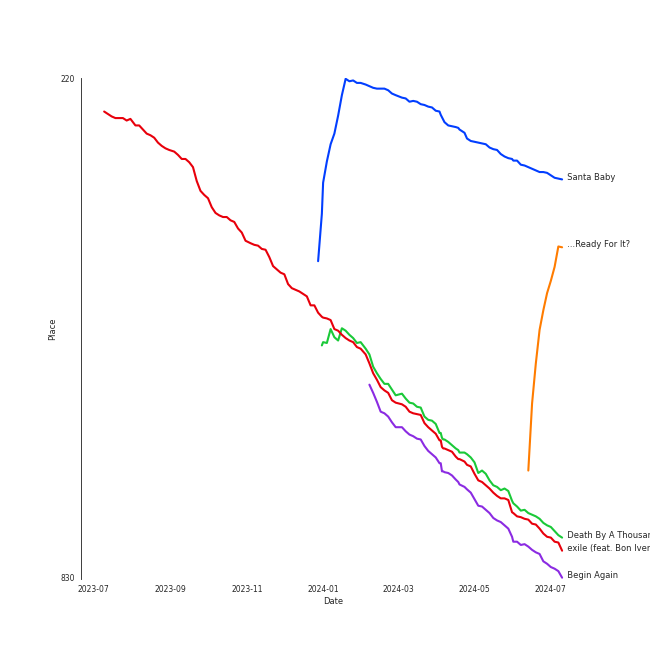 220
Santa Baby
...Ready For It?
Place
Death By A Thousan
exile (feat. Bon Iver
Begin Again
830
2023-07 2023-09 2023-11 2024-01 2024-03 2024-05 2024-07
Date